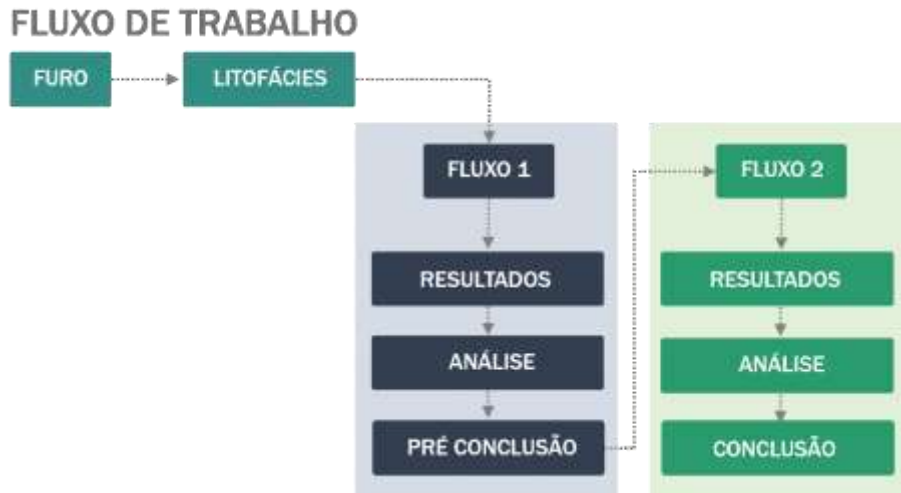 FLUXO DE TRABALHO
FURO
LITOFÁCIES
FLUXO 1
RESULTADOS
ANÁLISE
PRÉ CONCLUSÃO
FLUXO 2
RESULTADOS
ANÁLISE
CONCLUSÃO